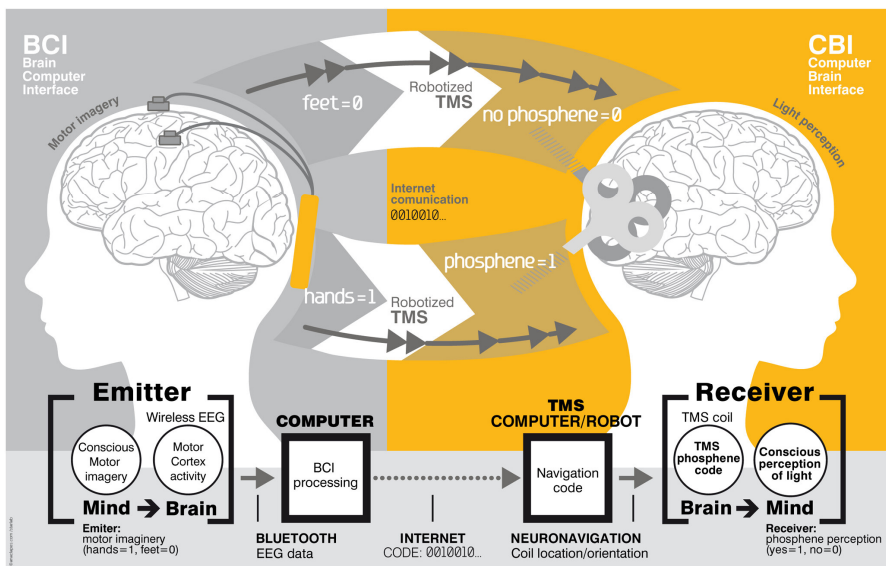 BCI
Brain
Computer
Interface
CBI
Computer
Brain
Interface
Motor imagery
Light perception
feet=0
Robotized
TMS
no phosphene=0
Internet
comunication
0010010...
hands=1
Robotized
TMS
phosphene=1
Emitter
Wireless EEG
Conscious
Motor
imagery
Motor
Cortex
activity
Mind
Brain
Emiter:
motor imaginery
(hands=1, feet=0)
COMPUTER
BCI
processing
BLUETOOTH
EEG data
INTERNET
CODE: 0010010...
TMS
COMPUTER/ROBOT
Navigation
code
NEURONAVIGATION
Coil location/orientation
Receiver
TMS coil
TMS
phosphene
code
Conscious
perception
of light
Brain
Mind
Receiver:
phosphene perception
(yes=1, no=0)